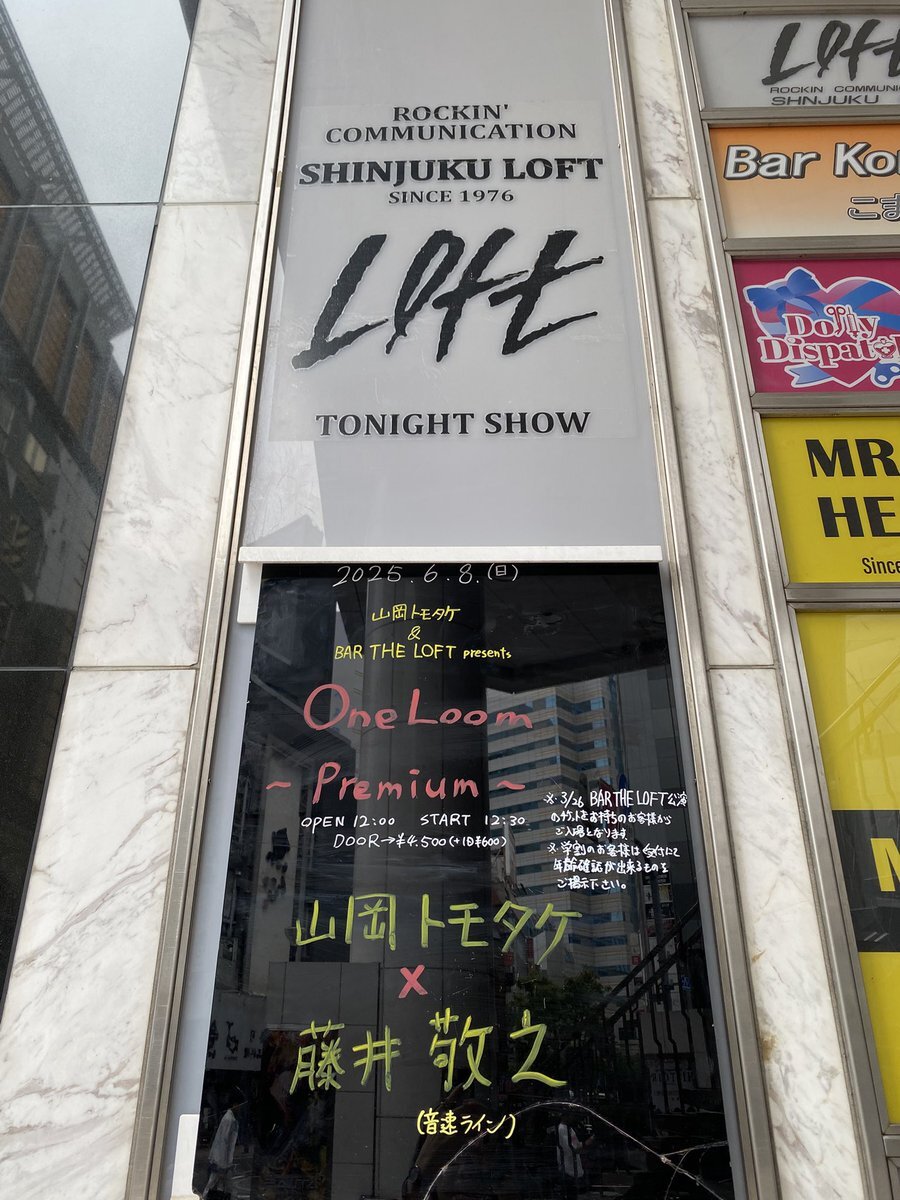 ROCKIN'
COMMUNICATION
SHINJUKU LOFT
SINCE 1976
LOFT
TONIGHT SHOW
2025.6.8.(日)
山岡トモタケ
&
BAR THE LOFT presents
One Loom
~ Premium ~
OPEN 12:00 START 12:30
DOOR→¥4.500(+1D¥600)
※3/26 BAR THE LOFT公演
のチケットをお持ちのお客様から
ご入場となります
※学割のお客様は受付にて
年齢確認が出来るものを
ご提示下さい。
山岡トモタケ
×
藤井敬之
(音速ライン)
LOFT
ROCKIN' COMMUNI
SHINJUKU
Bar Ko
こま
Dolly
Dispat
MR
HE
Since
M